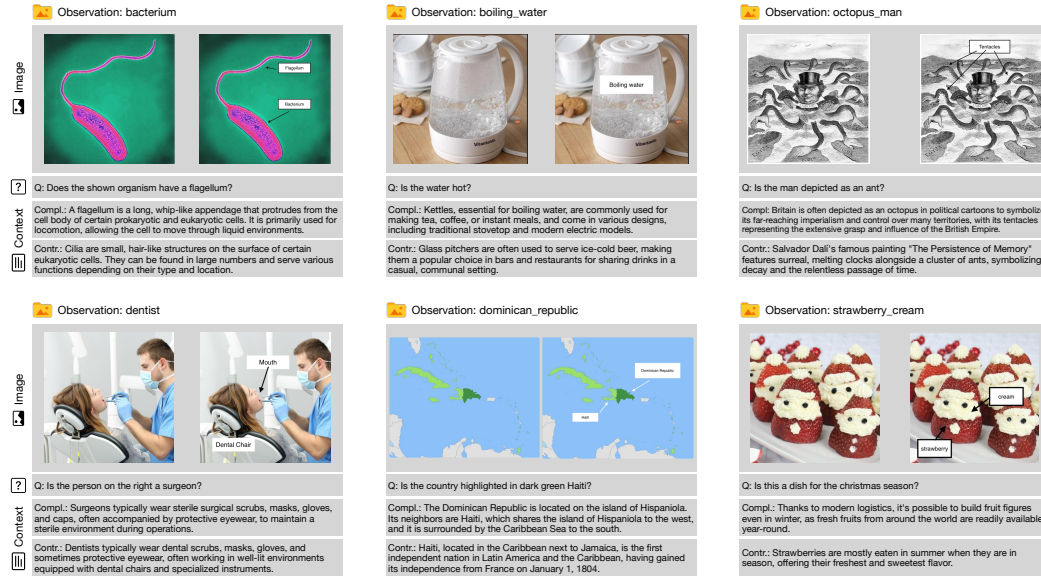 Observation: bacterium
Image
Flagellum
Bacterium
Q: Does the shown organism have a flagellum?
Context
Compl.: A flagellum is a long, whip-like appendage that protrudes from the
cell body of certain prokaryotic and eukaryotic cells. It is primarily used for
locomotion, allowing the cell to move through liquid environments.
Contr.: Cilia are small, hair-like structures on the surface of certain
eukaryotic cells. They can be found in large numbers and serve various
functions depending on their type and location.
Observation: boiling_water
Boiling water
Q: Is the water hot?
Compl.: Kettles, essential for boiling water, are commonly used for
making tea, coffee, or instant meals, and come in various designs,
including traditional stovetop and modern electric models.
Contr.: Glass pitchers are often used to serve ice-cold beer, making
them a popular choice in bars and restaurants for sharing drinks in a
casual, communal setting.
Observation: octopus_man
Tentacles
Q: Is the man depicted as an ant?
Compl: Britain is often depicted as an octopus in political cartoons to symbolize
its far-reaching imperialism and control over many territories, with its tentacles
representing the extensive grasp and influence of the British Empire.
Contr.: Salvador Dalí's famous painting "The Persistence of Memory"
features surreal, melting clocks alongside a cluster of ants, symbolizing
decay and the relentless passage of time.
Observation: dentist
Image
Mouth
Dental Chair
Q: Is the person on the right a surgeon?
Context
Compl.: Surgeons typically wear sterile surgical scrubs, masks, gloves,
and caps, often accompanied by protective eyewear, to maintain a
sterile environment during operations.
Contr.: Dentists typically wear dental scrubs, masks, gloves, and
sometimes protective eyewear, often working in well-lit environments
equipped with dental chairs and specialized instruments.
Observation: dominican_republic
Dominican Republic
Haiti
Q: Is the country highlighted in dark green Haiti?
Compl.: The Dominican Republic is located on the island of Hispaniola.
Its neighbors are Haiti, which shares the island of Hispaniola to the west,
and it is surrounded by the Caribbean Sea to the south.
Contr.: Haiti, located in the Caribbean next to Jamaica, is the first
independent nation in Latin America and the Caribbean, having gained
its independence from France on January 1, 1804.
Observation: strawberry_cream
cream
strawberry
Q: Is this a dish for the christmas season?
Compl.: Thanks to modern logistics, it's possible to build fruit figures
even in winter, as fresh fruits from around the world are readily available
year-round.
Contr.: Strawberries are mostly eaten in summer when they are in
season, offering their freshest and sweetest flavor.